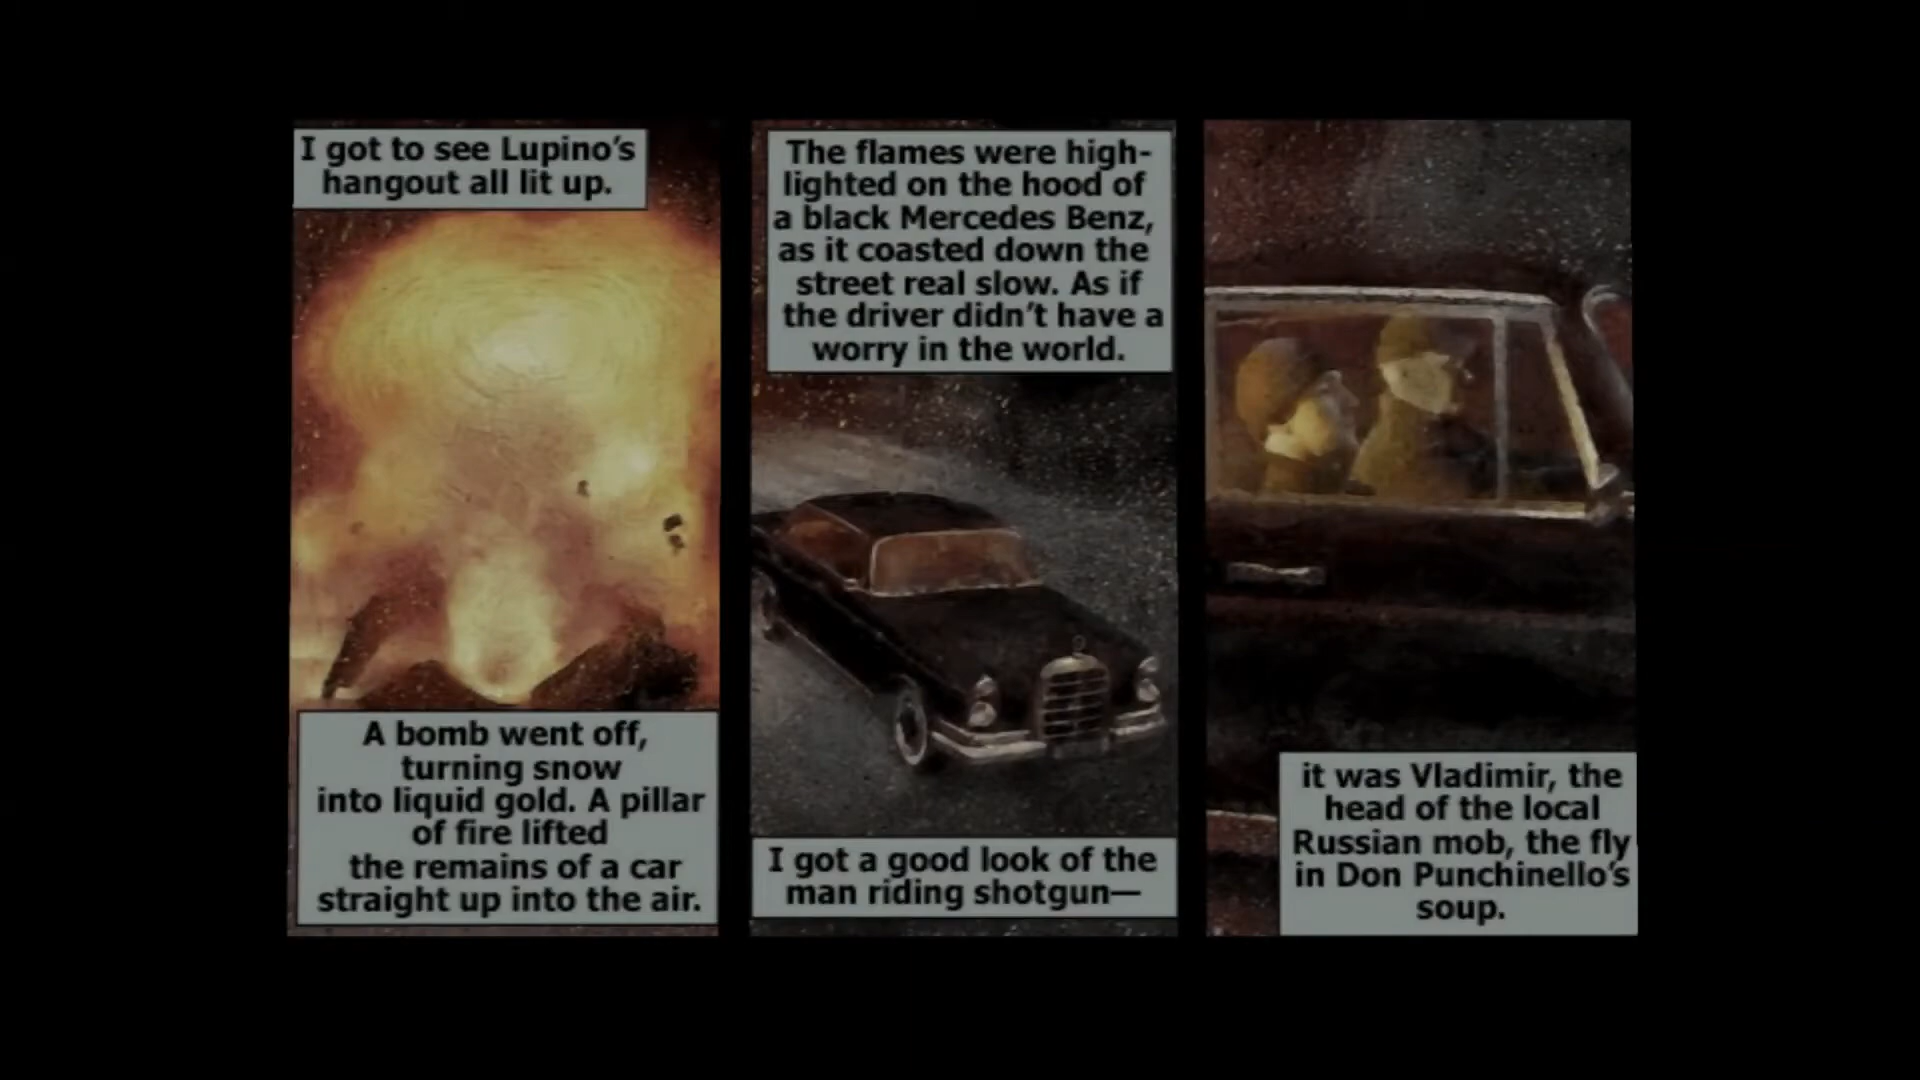 I got to see Lupino's
hangout all lit up.
A bomb went off,
turning snow
into liquid gold. A pillar
of fire lifted
the remains of a car
straight up into the air.
The flames were high-
lighted on the hood of
a black Mercedes Benz,
as it coasted down the
street real slow. As if
the driver didn't have a
worry in the world.
I got a good look of the
man riding shotgun—
it was Vladimir, the
head of the local
Russian mob, the fly
in Don Punchinello's
soup.